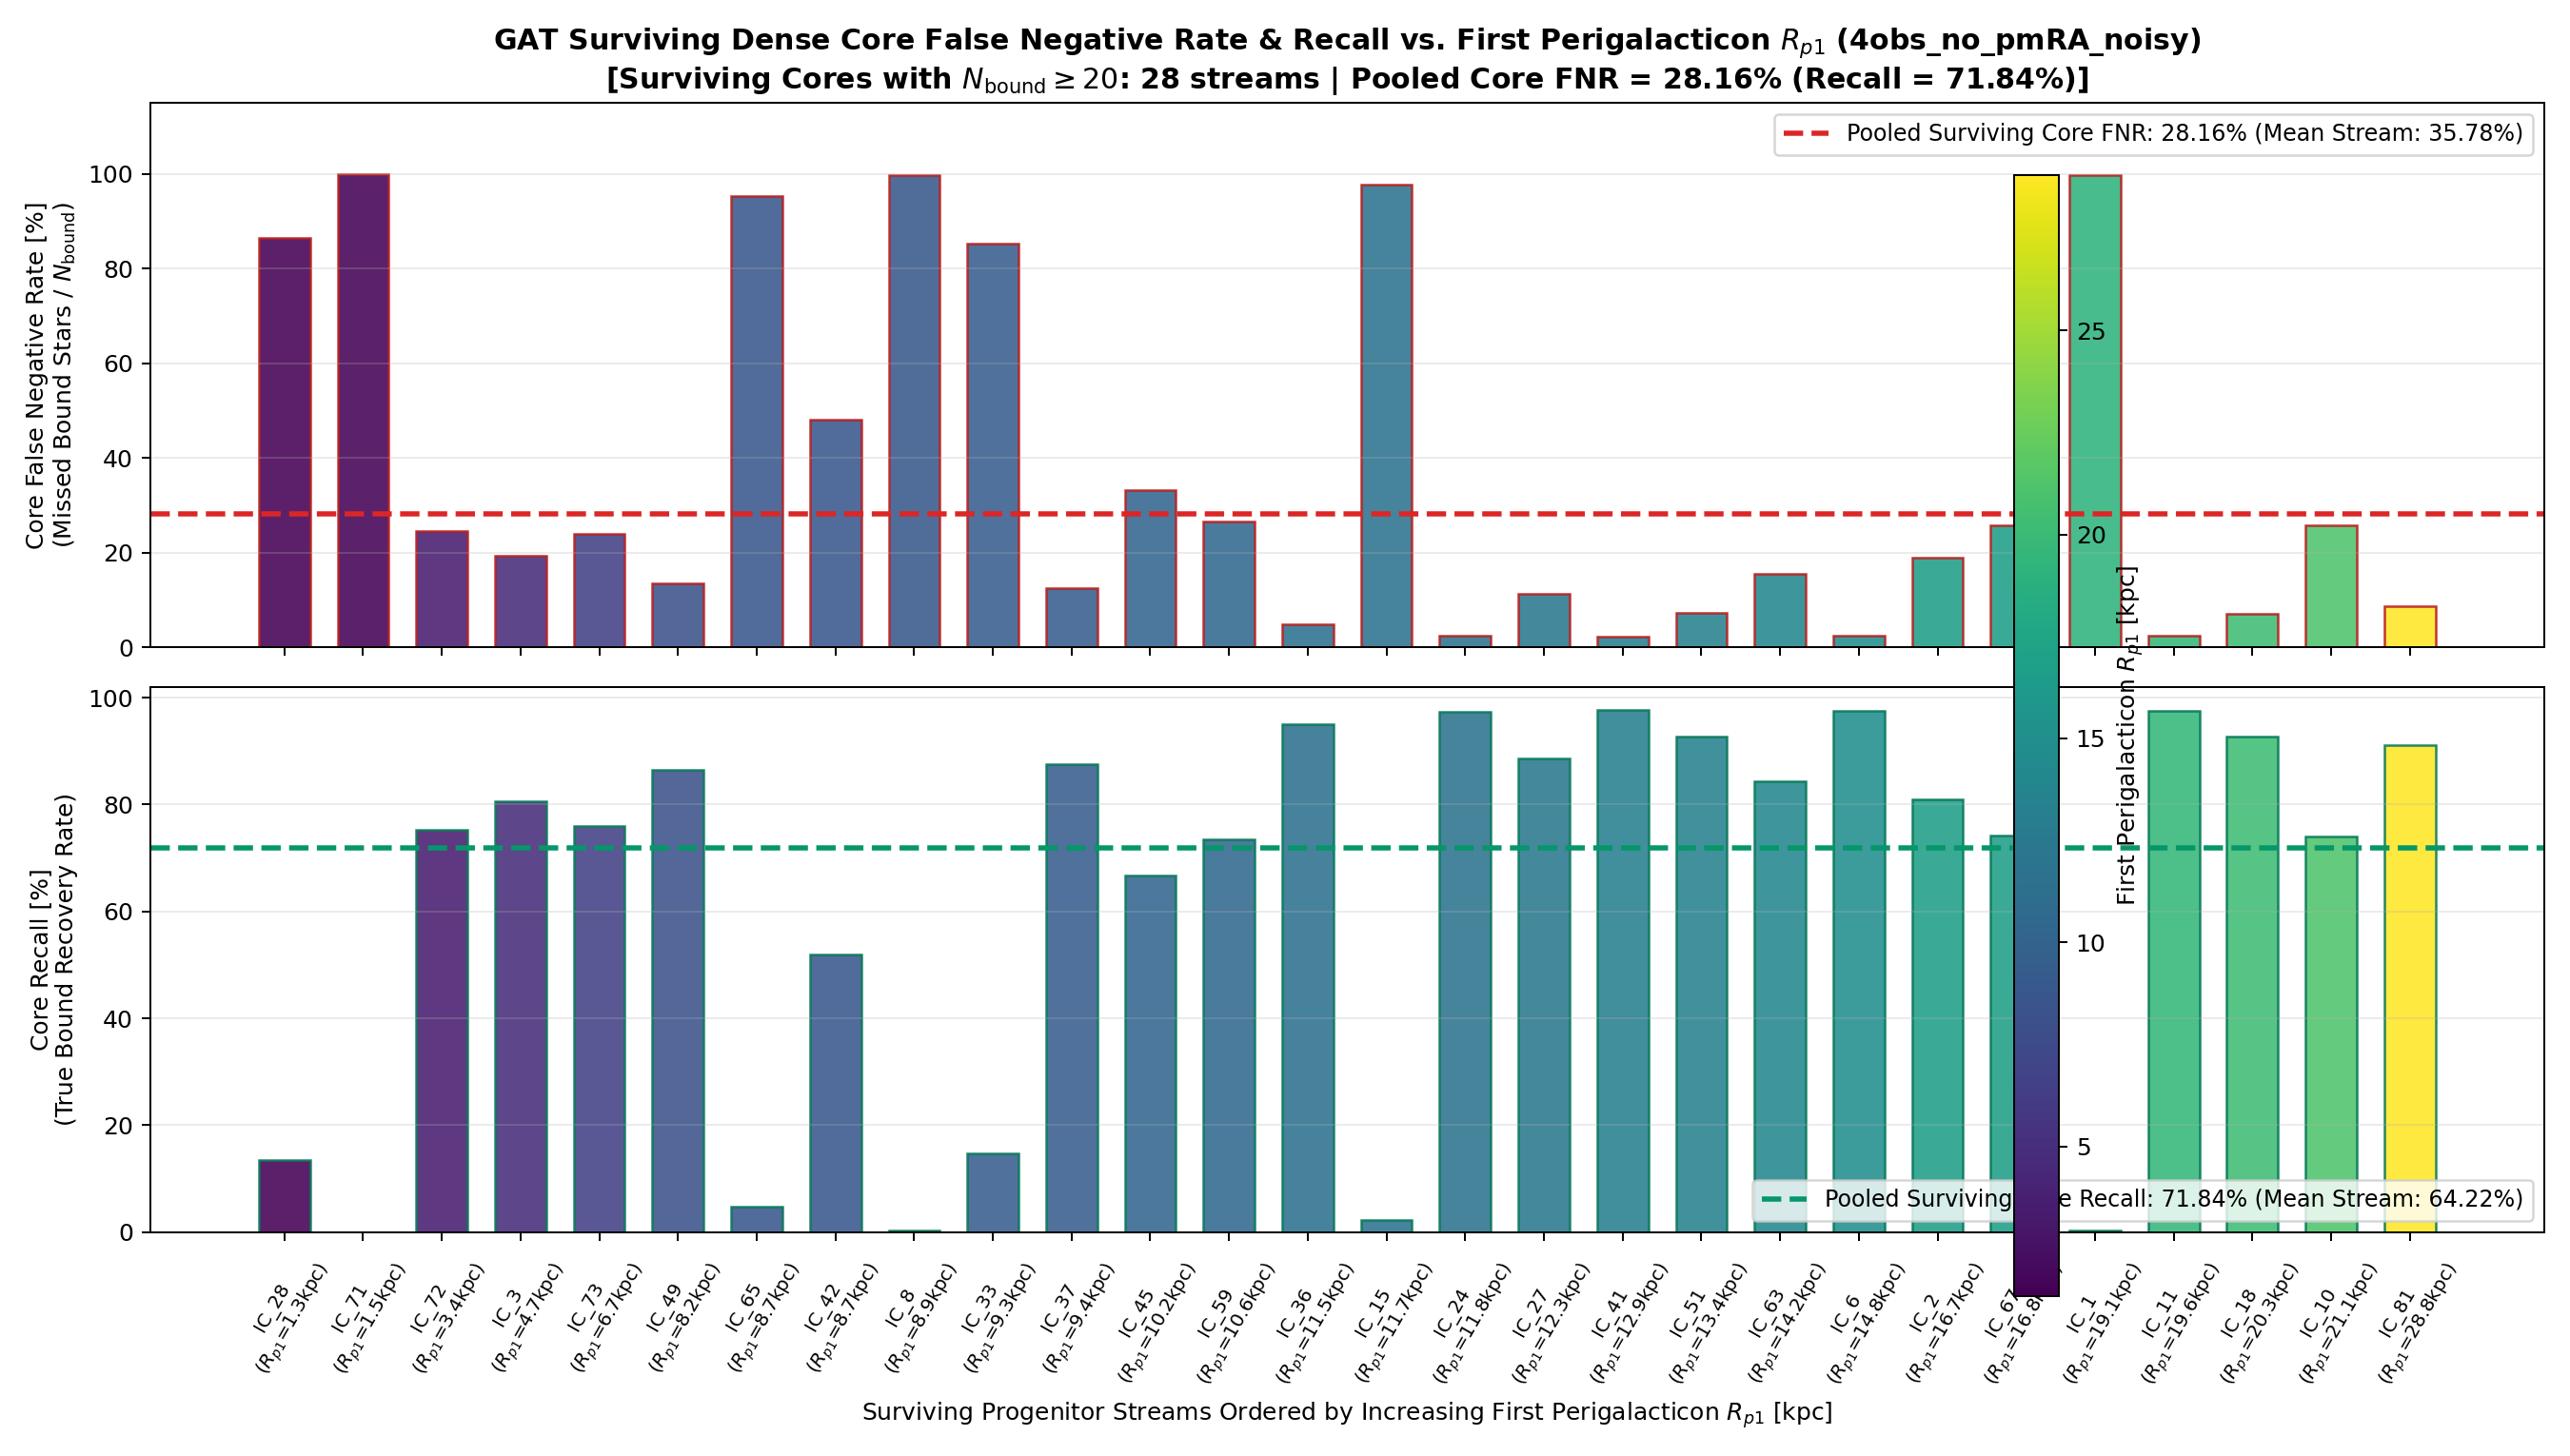 GAT Surviving Dense Core False Negative Rate & Recall vs. First Perigalacticon R_p1 (4obs_no_pmRA_noisy)
[Surviving Cores with N_bound ≥ 20: 28 streams | Pooled Core FNR = 28.16% (Recall = 71.84%)]
Pooled Surviving Core FNR: 28.16% (Mean Stream: 35.78%)
Core False Negative Rate [%]
(Missed Bound Stars / N_bound)
100
80
60
40
20
0
25
20
15
10
5
First Perigalacticon R_p1 [kpc]
Core Recall [%]
(True Bound Recovery Rate)
100
80
60
40
20
0
Pooled Surviving e Recall: 71.84% (Mean Stream: 64.22%)
IC_28
(R_p1=1.3kpc)
IC_71
(R_p1=1.5kpc)
IC_72
(R_p1=3.4kpc)
IC_3
(R_p1=4.7kpc)
IC_73
(R_p1=6.7kpc)
IC_49
(R_p1=8.2kpc)
IC_65
(R_p1=8.7kpc)
IC_42
(R_p1=8.7kpc)
IC_8
(R_p1=8.9kpc)
IC_33
(R_p1=9.3kpc)
IC_37
(R_p1=9.4kpc)
IC_45
(R_p1=10.2kpc)
IC_59
(R_p1=10.6kpc)
IC_36
(R_p1=11.5kpc)
IC_15
(R_p1=11.7kpc)
IC_24
(R_p1=11.8kpc)
IC_27
(R_p1=12.3kpc)
IC_41
(R_p1=12.9kpc)
IC_51
(R_p1=13.4kpc)
IC_63
(R_p1=14.2kpc)
IC_6
(R_p1=14.8kpc)
IC_2
(R_p1=16.7kpc)
IC_67
(R_p1=16.8k
IC_1
(R_p1=19.1kpc)
IC_11
(R_p1=19.6kpc)
IC_18
(R_p1=20.3kpc)
IC_10
(R_p1=21.1kpc)
IC_81
(R_p1=28.8kpc)
Surviving Progenitor Streams Ordered by Increasing First Perigalacticon R_p1 [kpc]